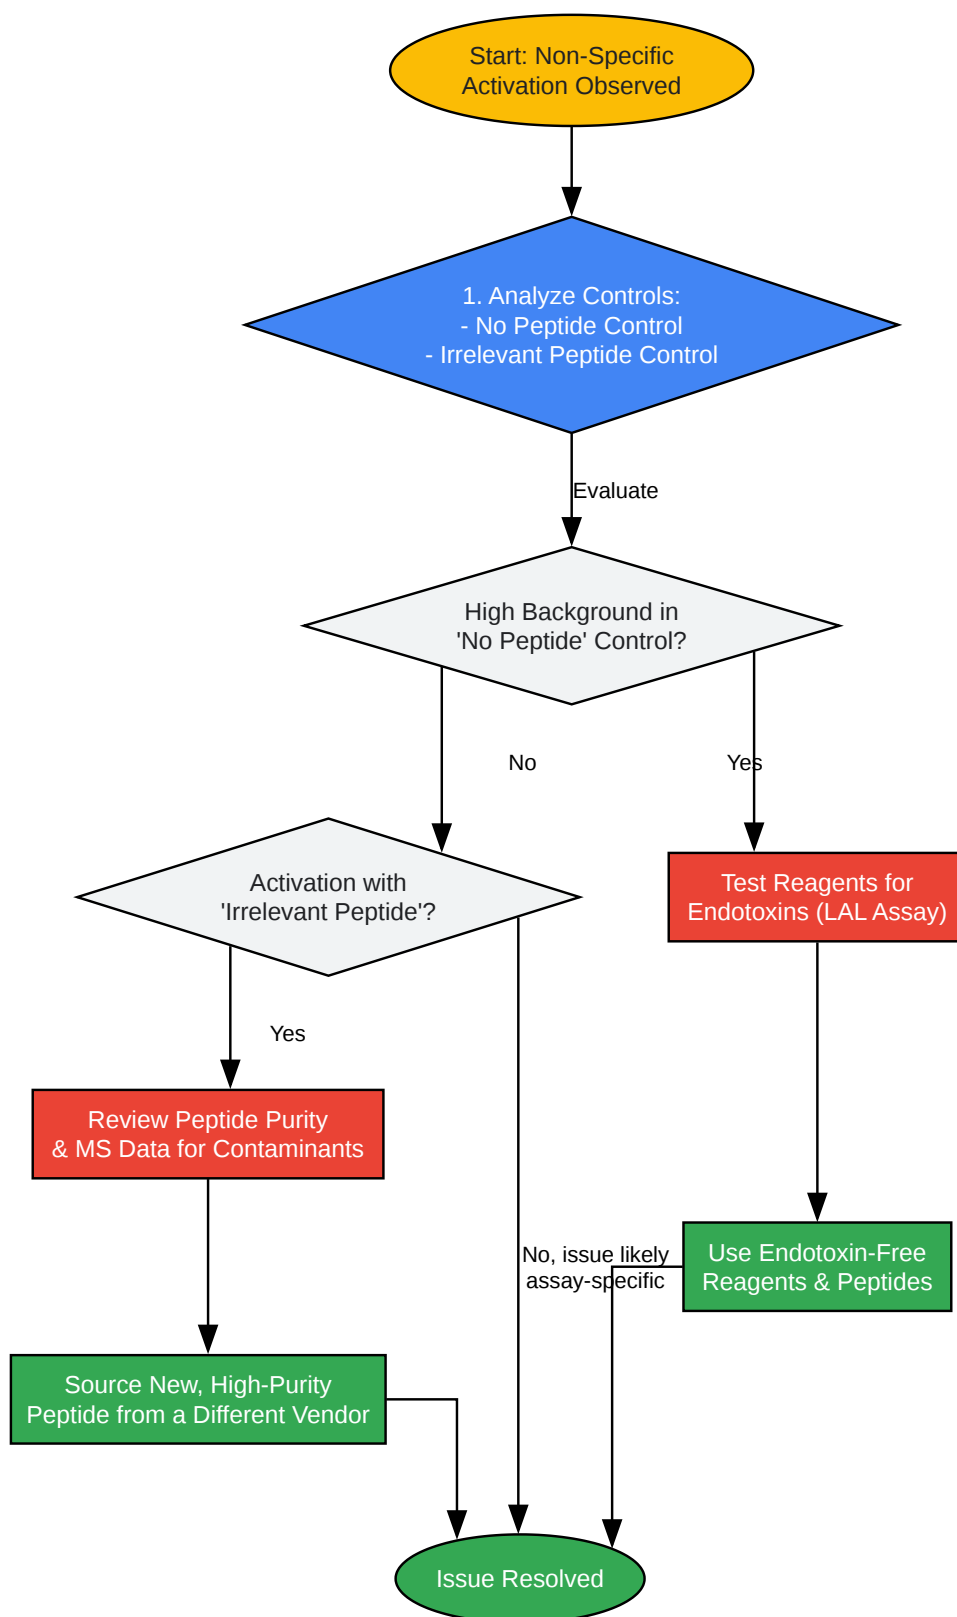 Start: Non-Specific
Activation Observed
1. Analyze Controls:
- No Peptide Control
- Irrelevant Peptide Control
Evaluate
High Background in
'No Peptide' Control?
No
Yes
Activation with
'Irrelevant Peptide'?
Test Reagents for
Endotoxins (LAL Assay)
Yes
Review Peptide Purity
& MS Data for Contaminants
No, issue likely
assay-specific
Use Endotoxin-Free
Reagents & Peptides
Source New, High-Purity
Peptide from a Different Vendor
Issue Resolved